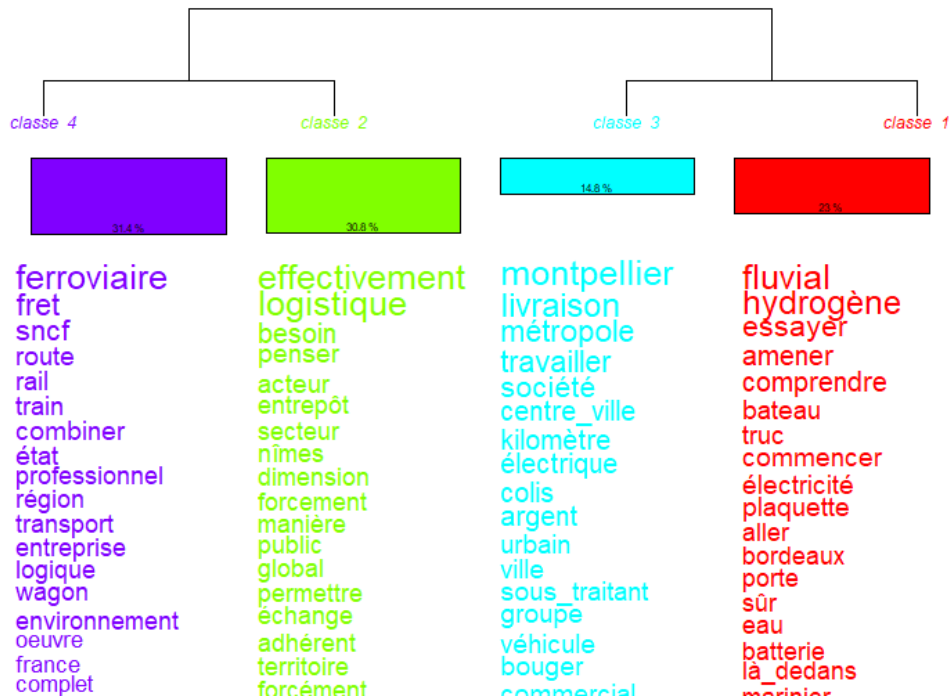 classe 4
classe 2
classe 3
classe 1
31.4 %
30.8 %
14.8 %
23 %
ferroviaire
fret
sncf
route
rail
train
combiner
état
professionnel
région
transport
entreprise
logique
wagon
environnement
oeuvre
france
complet
effectivement
logistique
besoin
penser
acteur
entrepôt
secteur
nîmes
dimension
forcement
manière
public
global
permettre
échange
adhérent
territoire
forcément
montpellier
livraison
métropole
travailler
société
centre_ville
kilomètre
électrique
colis
argent
urbain
ville
sous_traitant
groupe
véhicule
bouger
commercial
fluvial
hydrogène
essayer
amener
comprendre
bateau
truc
commencer
électricité
plaquette
aller
bordeaux
porte
sûr
eau
batterie
là_dedans
marinier